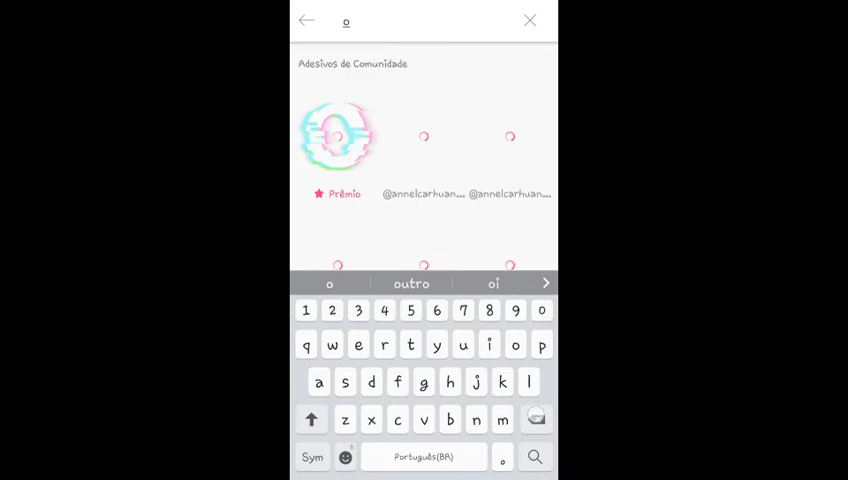 o
Adesivos de Comunidade
O
Prêmio @annelcarhuan... @annelcarhuan...
o outro oi
1 2 3 4 5 6 7 8 9 0
q w e r t y u i o p
a s d f g h j k l
z x c v b n m
Sym Português(BR) .